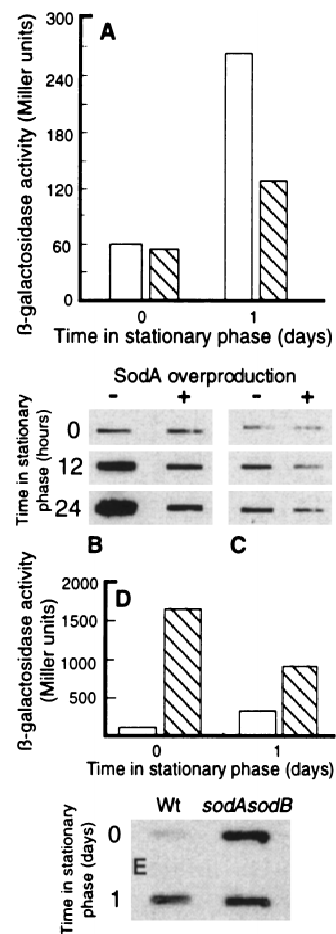 A
ß-galactosidase activity (Miller units)
300
240
180
120
60
0
0 1
Time in stationary phase (days)
SodA overproduction
- + - +
Time in stationary phase (hours)
0
12
24
B C
D
ß-galactosidase activity (Miller units)
2000
1500
1000
500
0 1
Time in stationary phase (days)
Wt sodAsodB
Time in stationary phase (days)
0
E
1